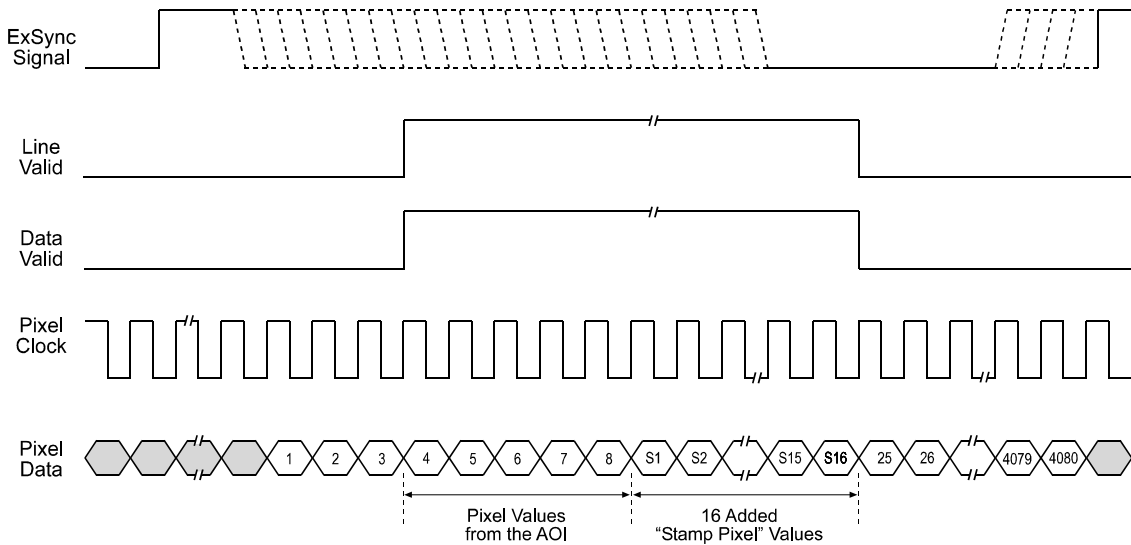 ExSync
Signal
Line
Valid
Data
Valid
Pixel
Clock
Pixel
Data
1 2 3 4 5 6 7 8 S1 S2 S15 S16 25 26 4079 4080
Pixel Values
from the AOI
16 Added
“Stamp Pixel” Values